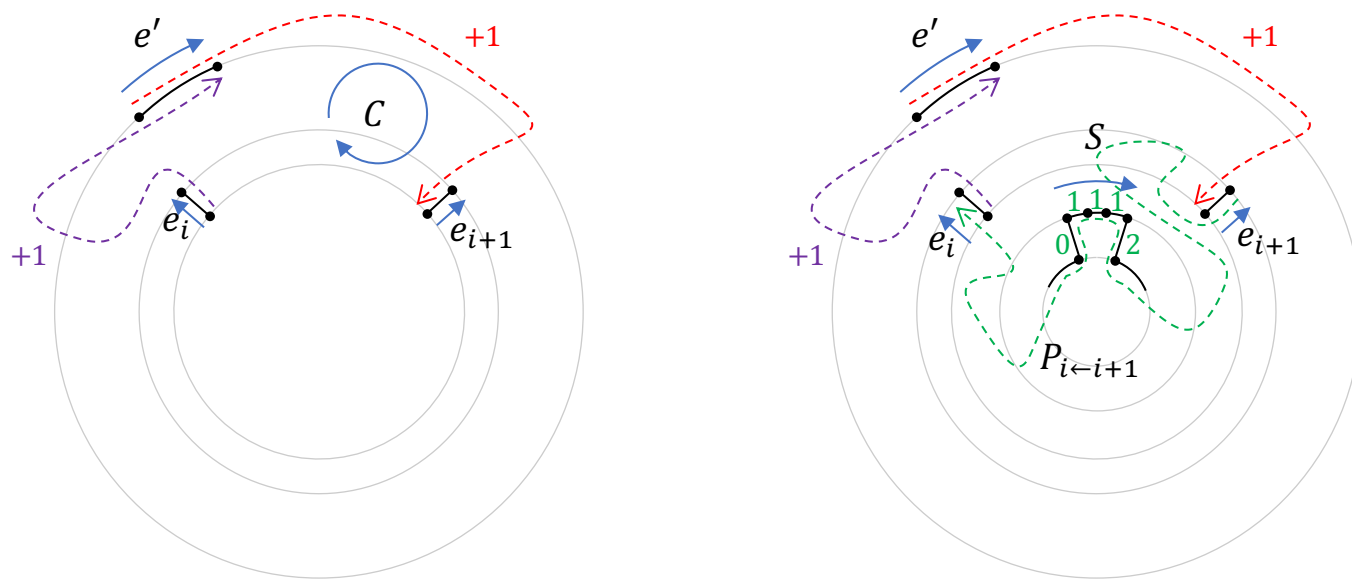 e′
+1
C
e_i
e_{i+1}
+1
e′
+1
S
1 1 1
e_i
0
2
e_{i+1}
+1
P_{i←i+1}